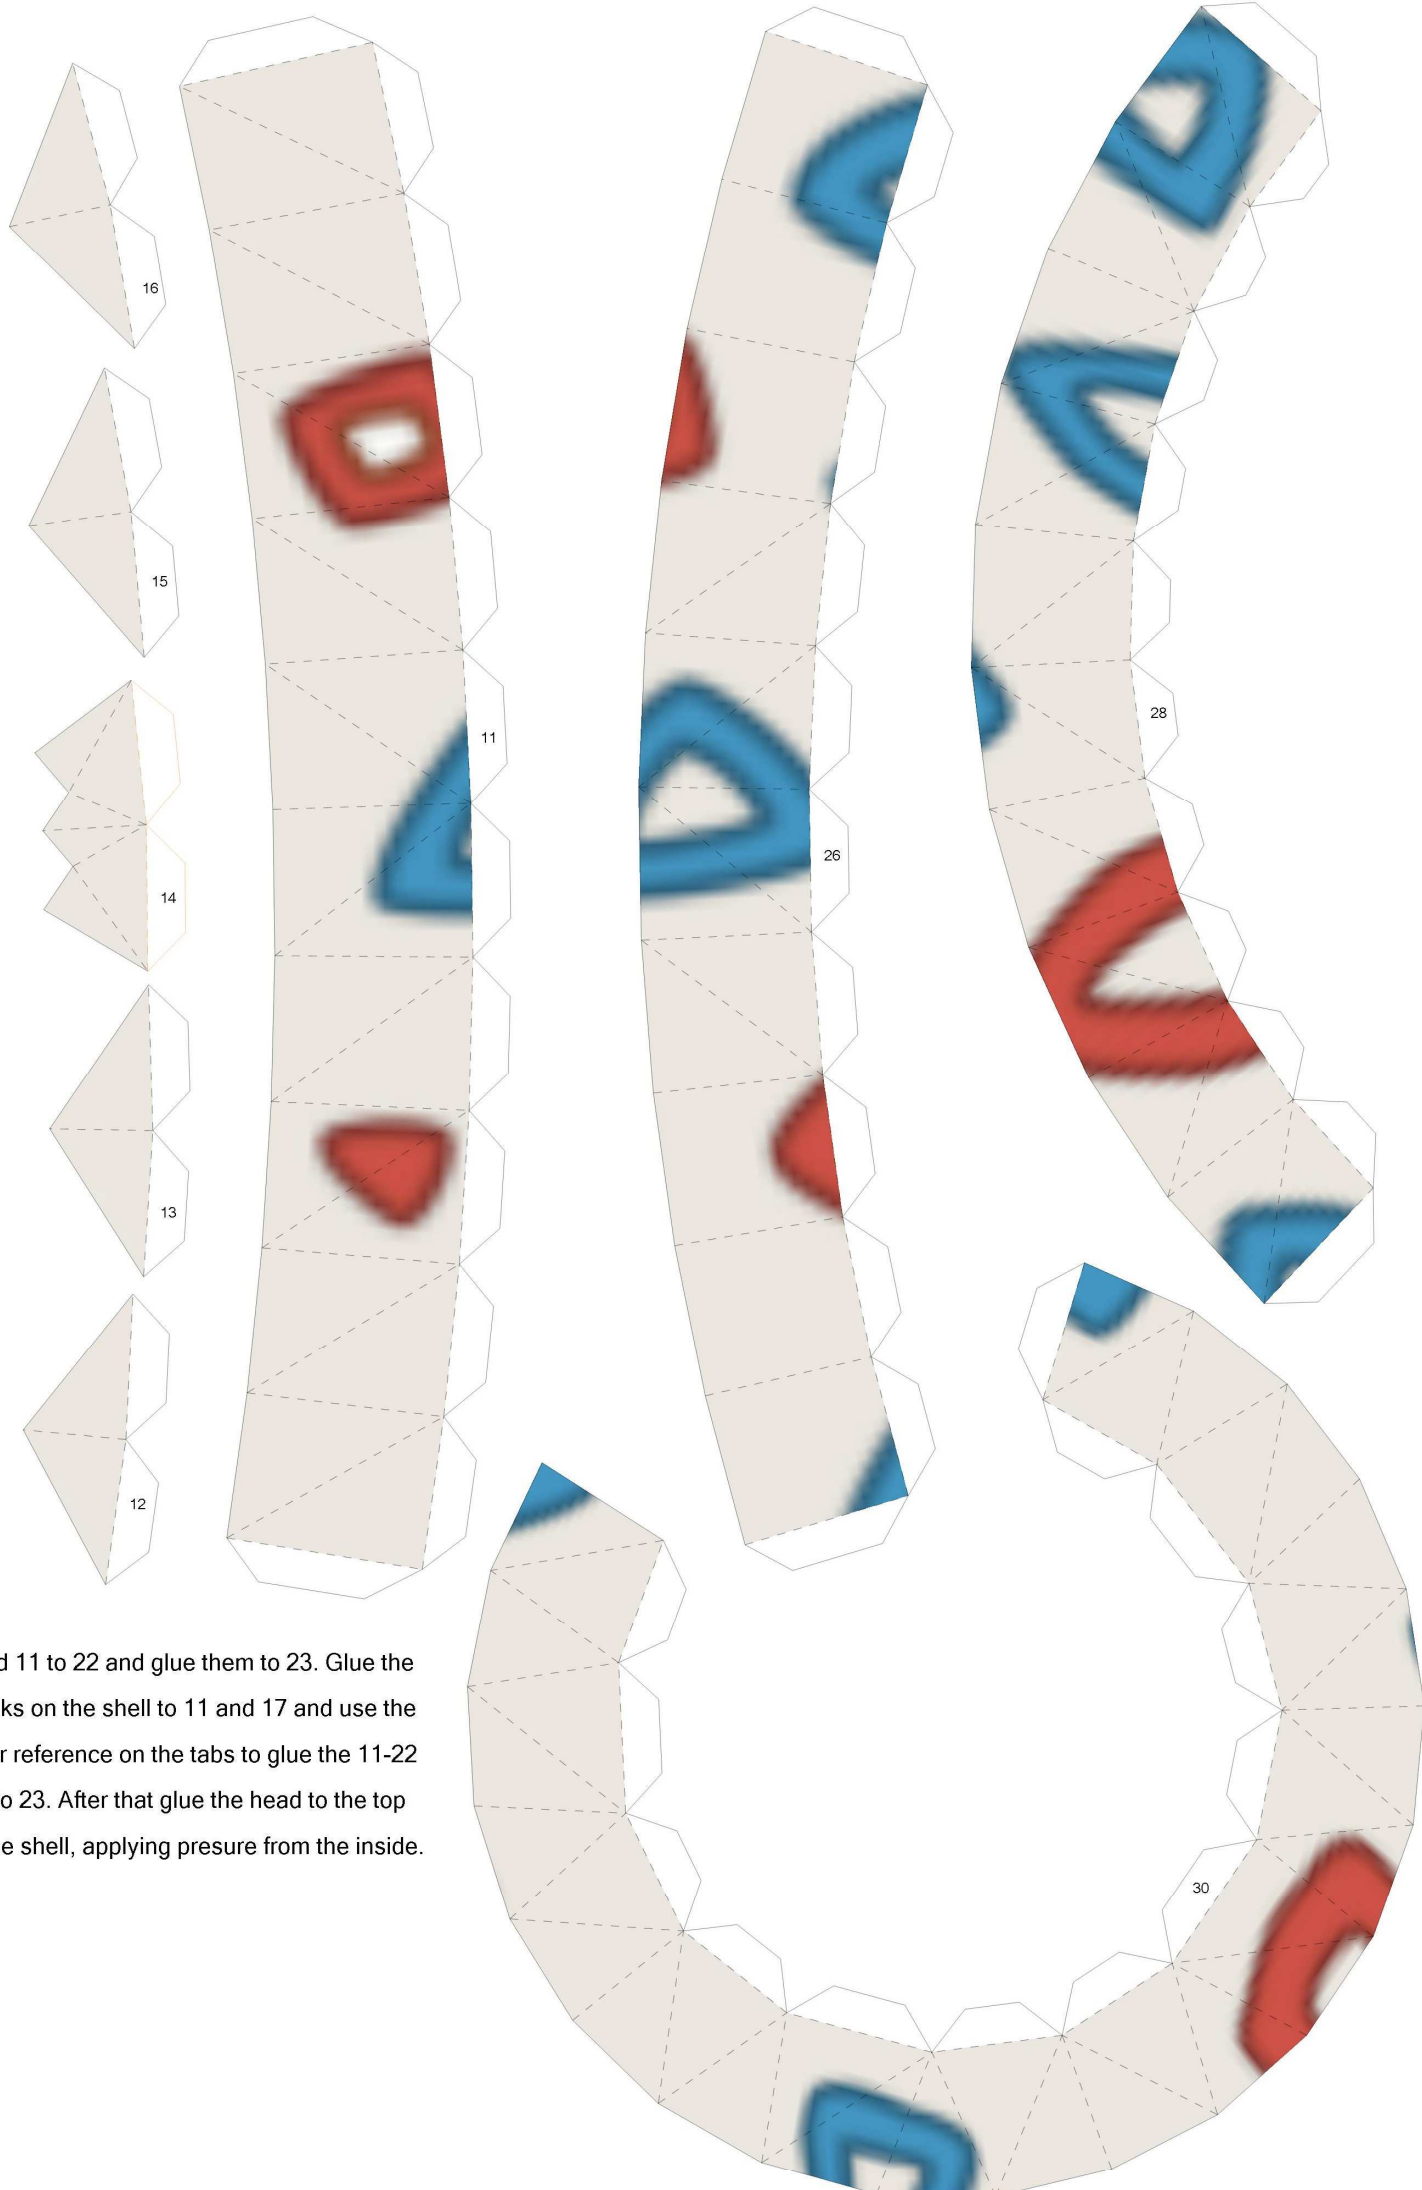 16
15
11
28
26
14
13
12
d 11 to 22 and glue them to 23. Glue the
ks on the shell to 11 and 17 and use the
r reference on the tabs to glue the 11-22
o 23. After that glue the head to the top
e shell, applying presure from the inside.
30